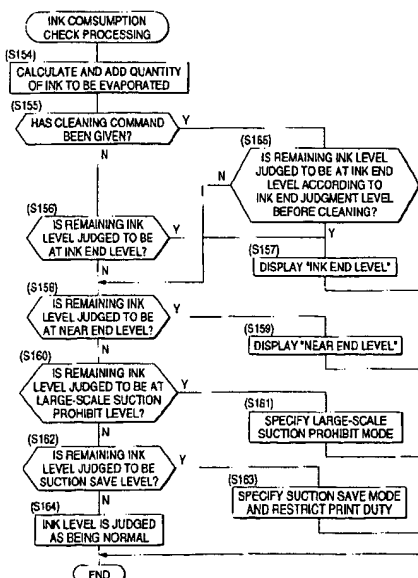 INK COMSUMPTION
CHECK PROCESSING
(S154)
CALCULATE AND ADD QUANTITY
OF INK TO BE EVAPORATED
(S155)
HAS CLEANING COMMAND
BEEN GIVEN?
Y
N
(S165)
IS REMAINING INK LEVEL
JUDGED TO BE AT INK END
LEVEL ACCORDING TO
INK END JUDGMENT LEVEL
BEFORE CLEANING?
N
Y
(S156)
IS REMAINING INK
LEVEL JUDGED TO BE
AT INK END LEVEL?
Y
N
(S157)
DISPLAY "INK END LEVEL"
(S158)
IS REMAINING INK
LEVEL JUDGED TO BE
AT NEAR END LEVEL?
Y
N
(S159)
DISPLAY "NEAR END LEVEL"
(S160)
IS REMAINING INK
LEVEL JUDGED TO BE AT
LARGE-SCALE SUCTION
PROHIBIT LEVEL?
Y
N
(S161)
SPECIFY LARGE-SCALE
SUCTION PROHIBIT MODE
(S162)
IS REMAINING INK
LEVEL JUDGED TO BE
SUCTION SAVE LEVEL?
Y
N
(S163)
SPECIFY SUCTION SAVE MODE
AND RESTRICT PRINT DUTY
(S164)
INK LEVEL IS JUDGED
AS BEING NORMAL
END